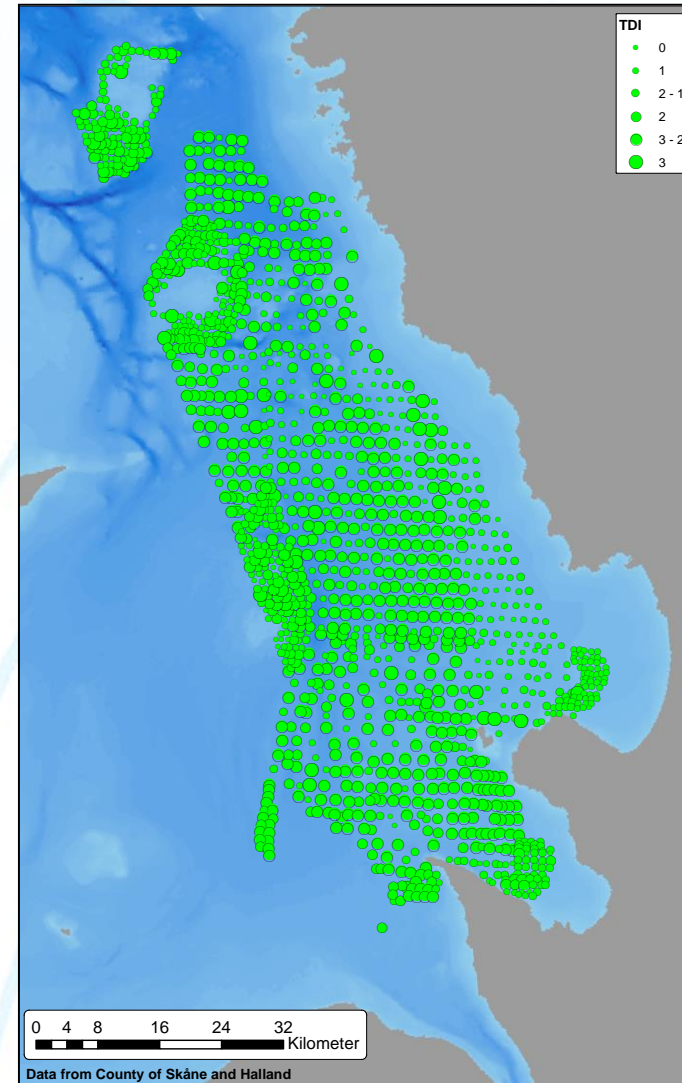 TDI
0
1
2 - 1
2
3 - 2
3
0 4 8 16 24 32
Kilometer
Data from County of Skåne and Halland